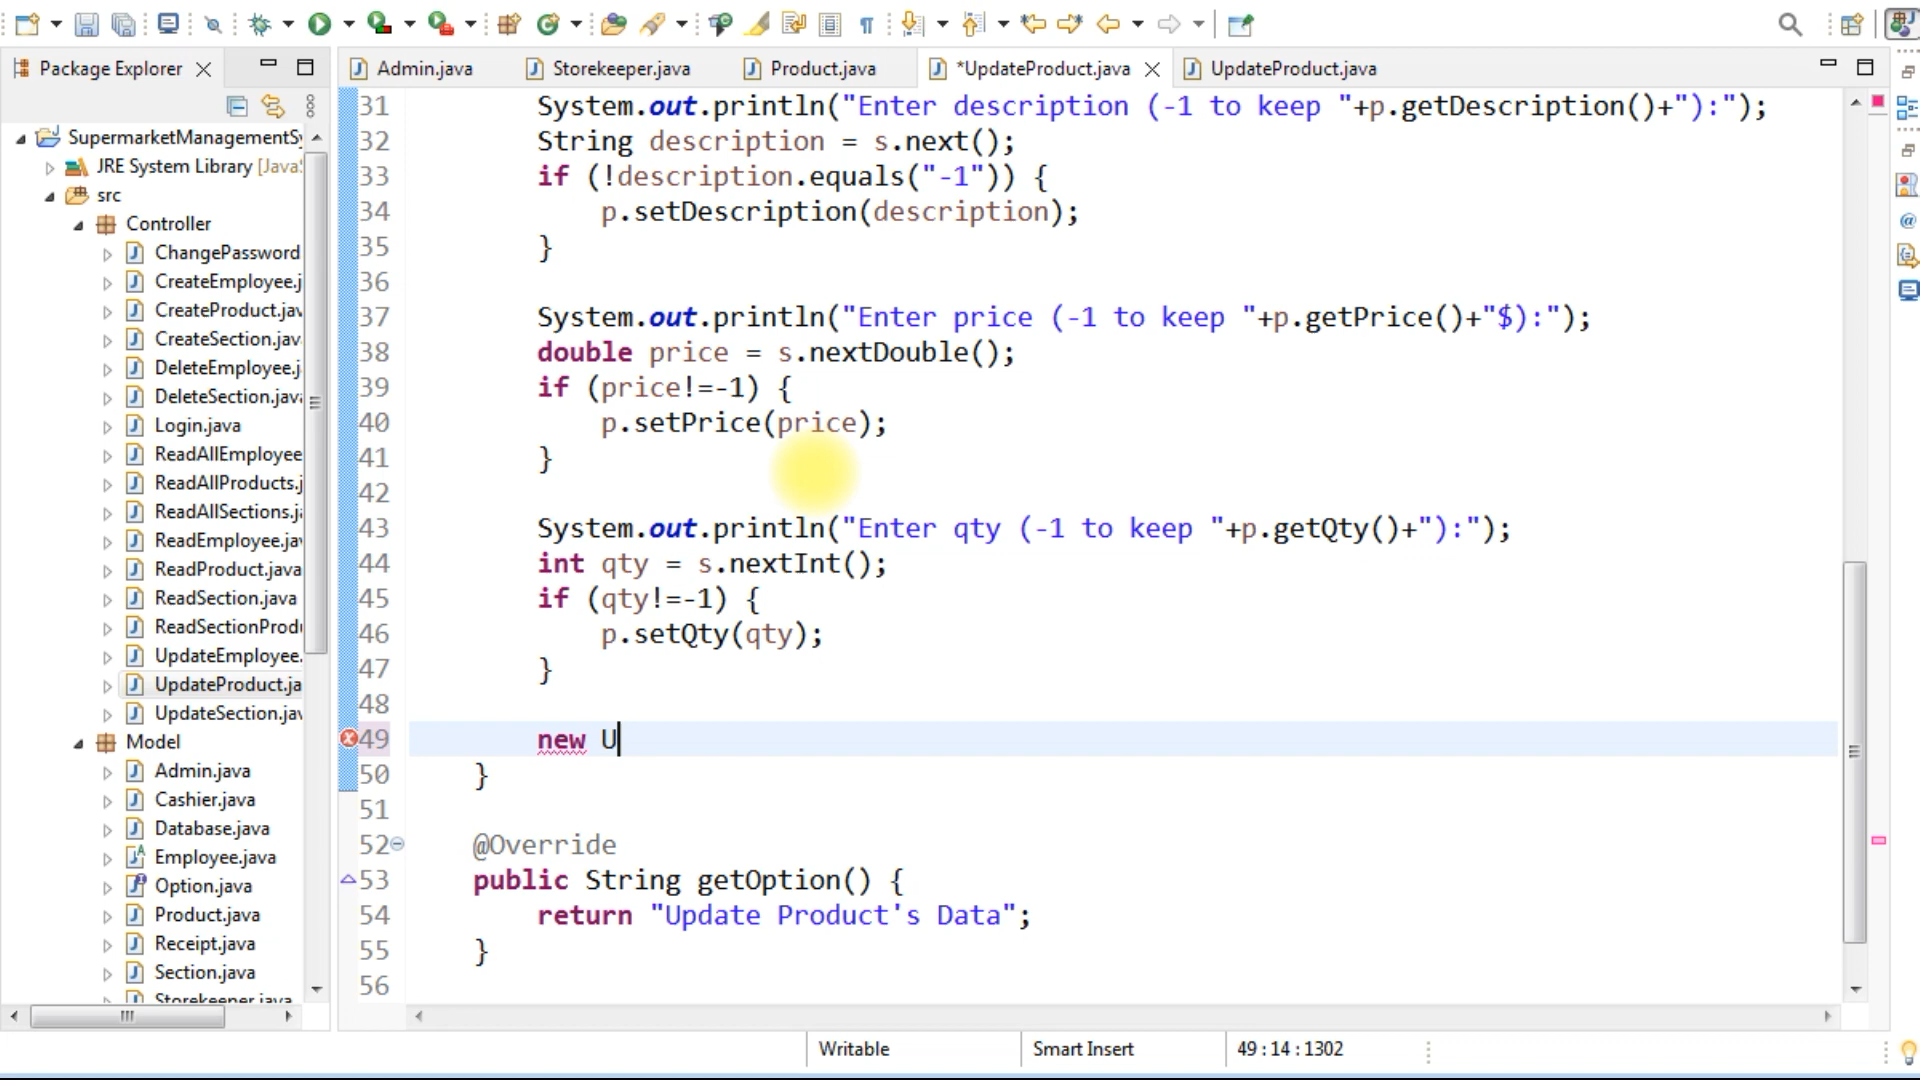 Package Explorer
Admin.java
Storekeeper.java
Product.java
*UpdateProduct.java
UpdateProduct.java
SupermarketManagementSy
JRE System Library [Java
src
Controller
ChangePassword
CreateEmployee.j
CreateProduct.jav
CreateSection.jav
DeleteEmployee.j
DeleteSection.java
Login.java
ReadAllEmployee
ReadAllProducts.j
ReadAllSections.ja
ReadEmployee.jav
ReadProduct.java
ReadSection.java
ReadSectionProdu
UpdateEmployee.
UpdateProduct.ja
UpdateSection.jav
Model
Admin.java
Cashier.java
Database.java
Employee.java
Option.java
Product.java
Receipt.java
Section.java
Storekeeper.java
31 System.out.println("Enter description (-1 to keep "+p.getDescription()+"):");
32 String description = s.next();
33 if (!description.equals("-1")) {
34 p.setDescription(description);
35 }
36
37 System.out.println("Enter price (-1 to keep "+p.getPrice()+"$):");
38 double price = s.nextDouble();
39 if (price!=-1) {
40 p.setPrice(price);
41 }
42
43 System.out.println("Enter qty (-1 to keep "+p.getQty()+"):");
44 int qty = s.nextInt();
45 if (qty!=-1) {
46 p.setQty(qty);
47 }
48
49 new U
50 }
51
52 @Override
53 public String getOption() {
54 return "Update Product's Data";
55 }
56
Writable
Smart Insert
49 : 14 : 1302